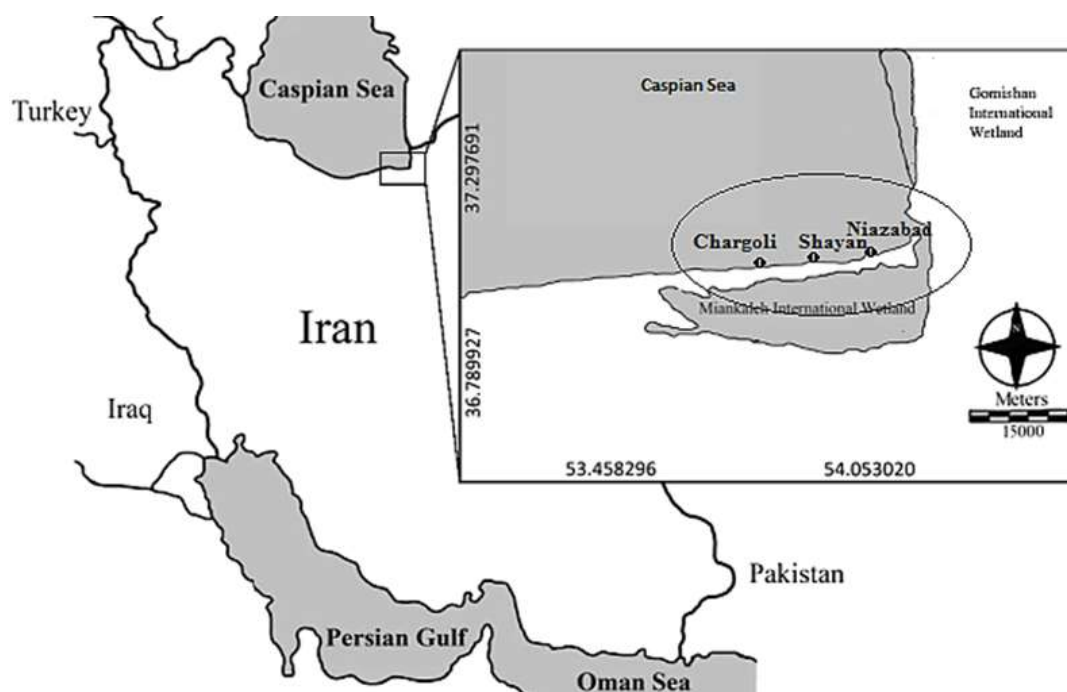 Caspian Sea
Turkey
Iran
Iraq
Persian Gulf
Oman Sea
Pakistan
Caspian Sea
Gomishan
International
Wetland
37.297691
Chargoli
Shayan
Niazabad
Miankaleh International Wetland
36.789927
N
Meters
15000
53.458296
54.053020